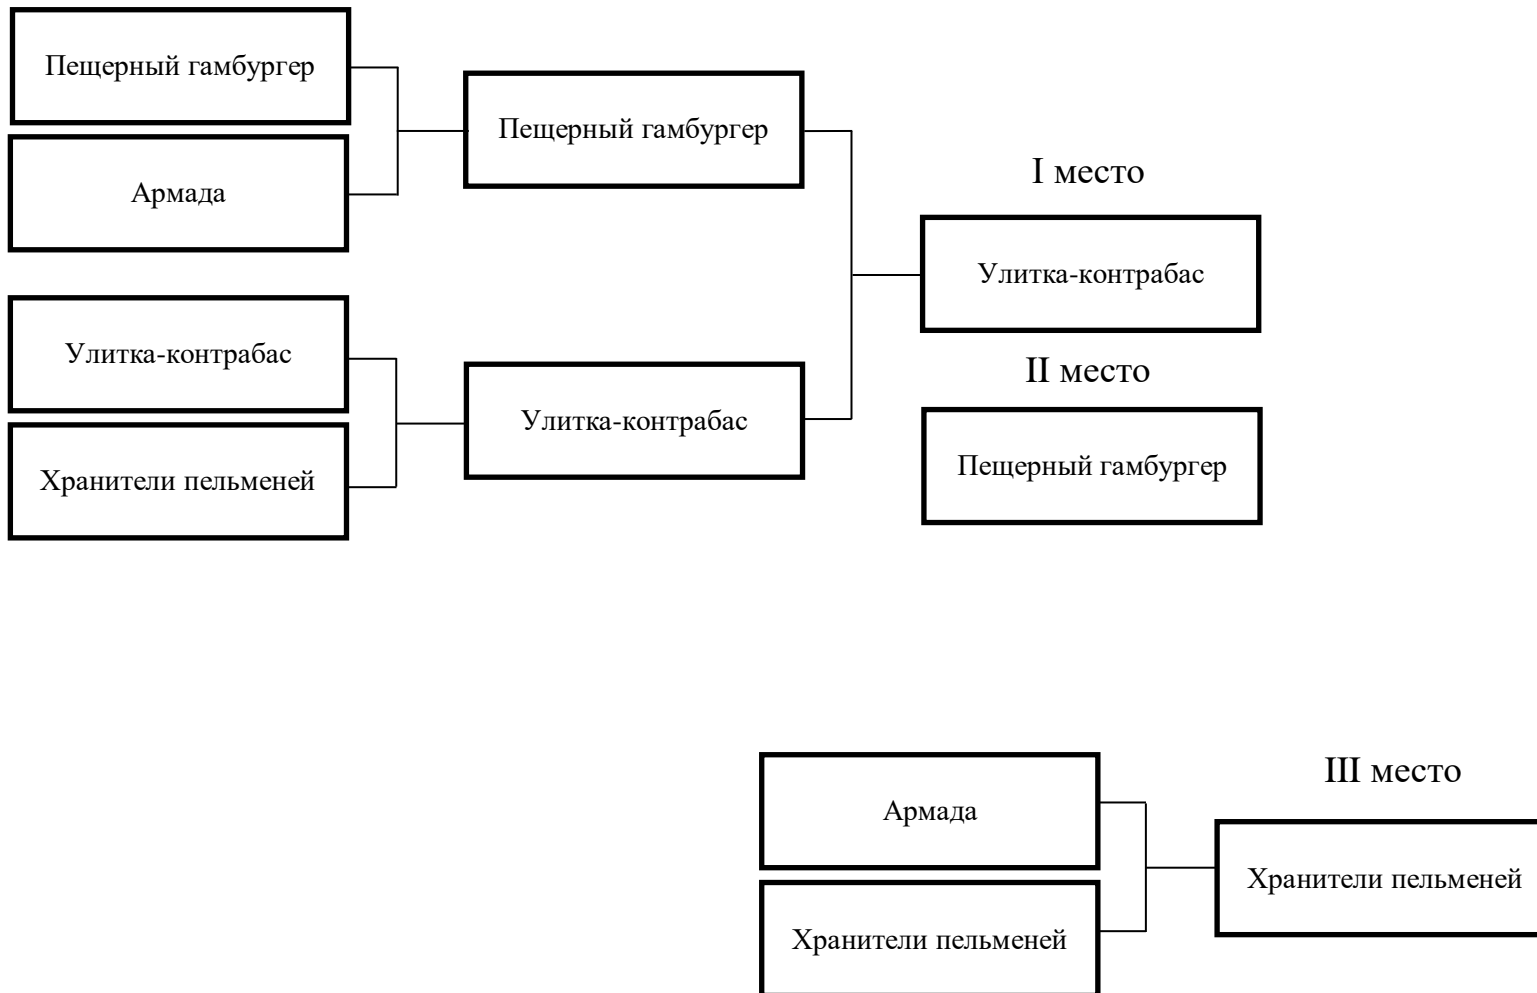 Пещерный гамбургер
Армада
Улитка-контрабас
Хранители пельменей
Пещерный гамбургер
Улитка-контрабас
I место
Улитка-контрабас
II место
Пещерный гамбургер
Армада
Хранители пельменей
III место
Хранители пельменей